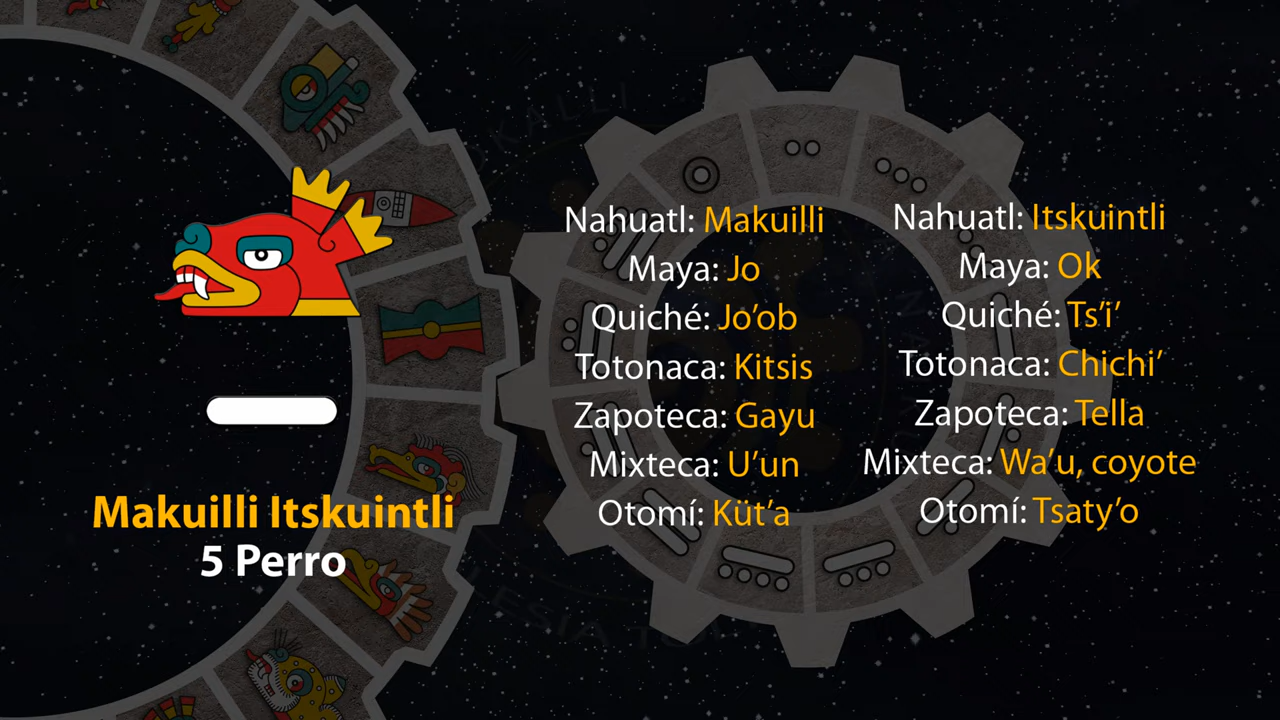 Makuilli Itskuintli
5 Perro
Nahuatl: Makuilli
Maya: Jo
Quiché: Jo’ob
Totonaca: Kitsis
Zapoteca: Gayu
Mixteca: U’un
Otomí: Küt’a
Nahuatl: Itskuintli
Maya: Ok
Quiché: Ts’i’
Totonaca: Chichi’
Zapoteca: Tella
Mixteca: Wa’u, coyote
Otomí: Tsaty’o